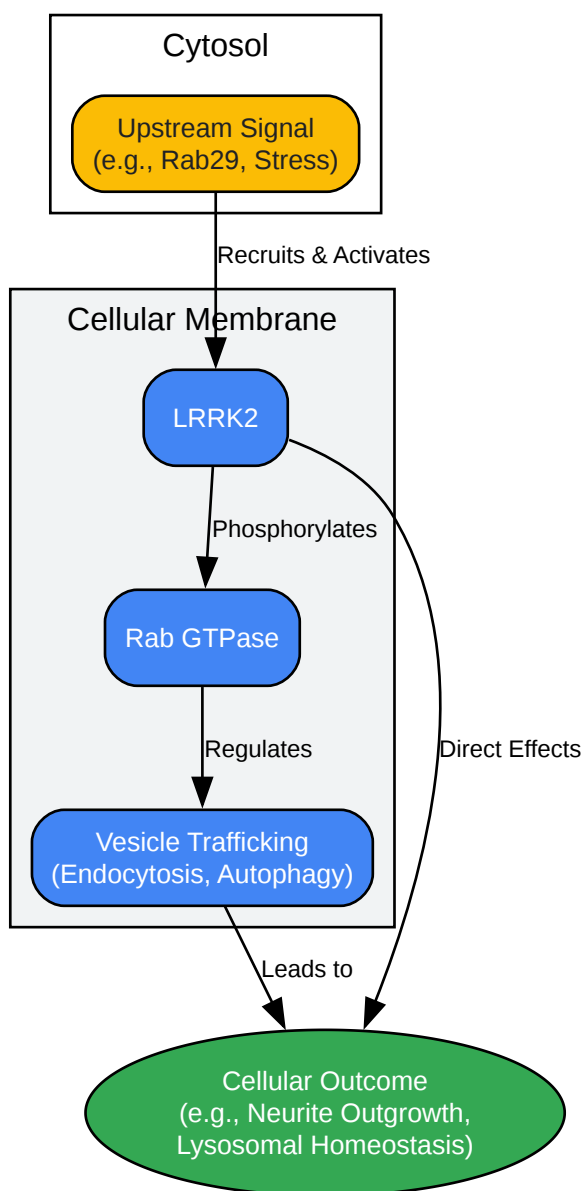 Cytosol
Upstream Signal
(e.g., Rab29, Stress)
Recruits & Activates
Cellular Membrane
LRRK2
Phosphorylates
Rab GTPase
Regulates
Direct Effects
Vesicle Trafficking
(Endocytosis, Autophagy)
Leads to
Cellular Outcome
(e.g., Neurite Outgrowth,
Lysosomal Homeostasis)